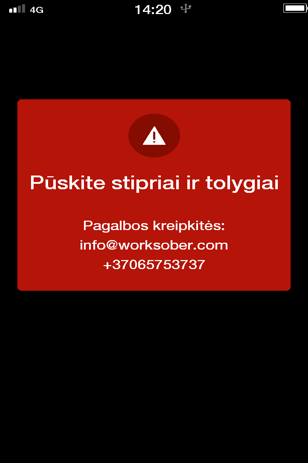 4G 14:20
Pūskite stipriai ir tolygiai
Pagalbos kreipkitės:
info@worksober.com
+37065753737